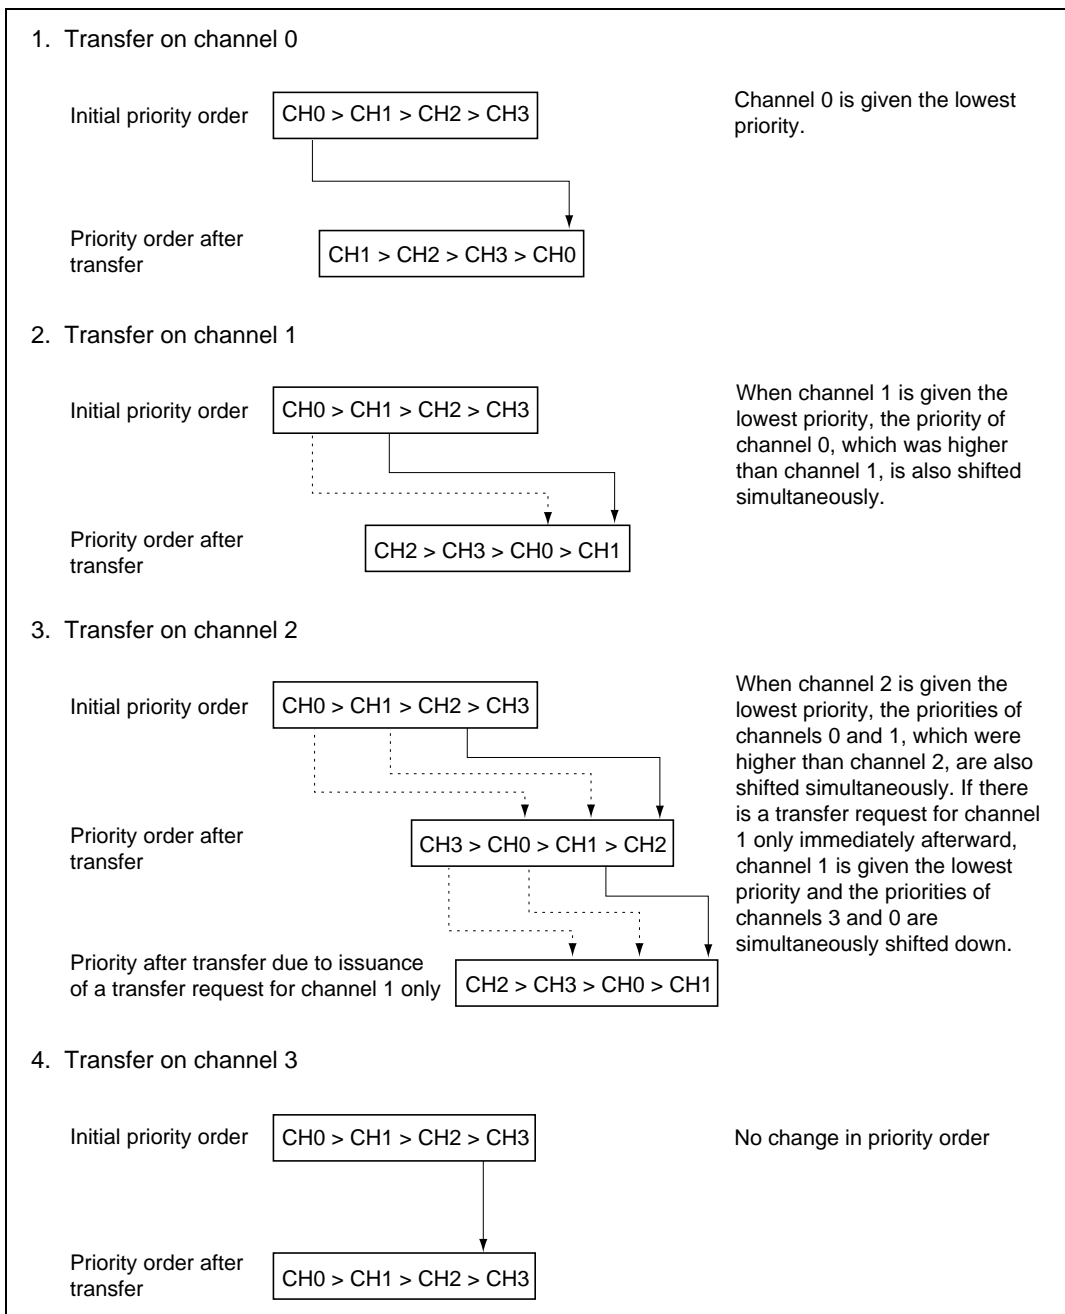 1. Transfer on channel 0
Initial priority order
CH0 > CH1 > CH2 > CH3
Channel 0 is given the lowest
priority.
Priority order after
transfer
CH1 > CH2 > CH3 > CH0
2. Transfer on channel 1
Initial priority order
CH0 > CH1 > CH2 > CH3
When channel 1 is given the
lowest priority, the priority of
channel 0, which was higher
than channel 1, is also shifted
simultaneously.
Priority order after
transfer
CH2 > CH3 > CH0 > CH1
3. Transfer on channel 2
Initial priority order
CH0 > CH1 > CH2 > CH3
When channel 2 is given the
lowest priority, the priorities of
channels 0 and 1, which were
higher than channel 2, are also
shifted simultaneously. If there
is a transfer request for channel
1 only immediately afterward,
channel 1 is given the lowest
priority and the priorities of
channels 3 and 0 are
simultaneously shifted down.
Priority order after
transfer
CH3 > CH0 > CH1 > CH2
Priority after transfer due to issuance
of a transfer request for channel 1 only
CH2 > CH3 > CH0 > CH1
4. Transfer on channel 3
Initial priority order
CH0 > CH1 > CH2 > CH3
No change in priority order
Priority order after
transfer
CH0 > CH1 > CH2 > CH3